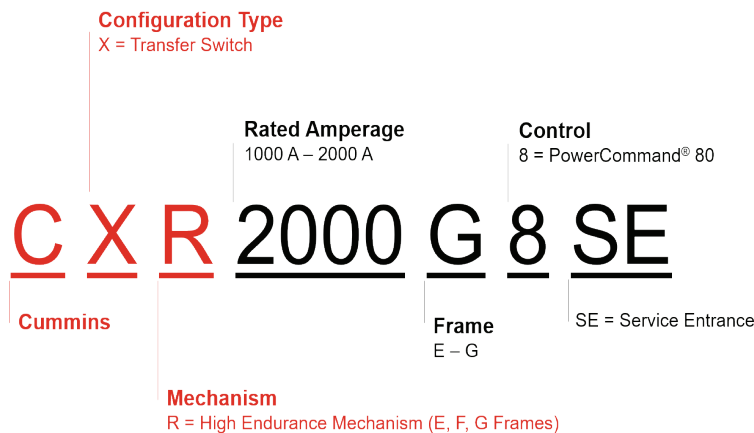 Configuration Type
X = Transfer Switch
Rated Amperage
1000 A – 2000 A
Control
8 = PowerCommand® 80
C X R 2000 G 8 SE
Cummins
Frame
E – G
SE = Service Entrance
Mechanism
R = High Endurance Mechanism (E, F, G Frames)